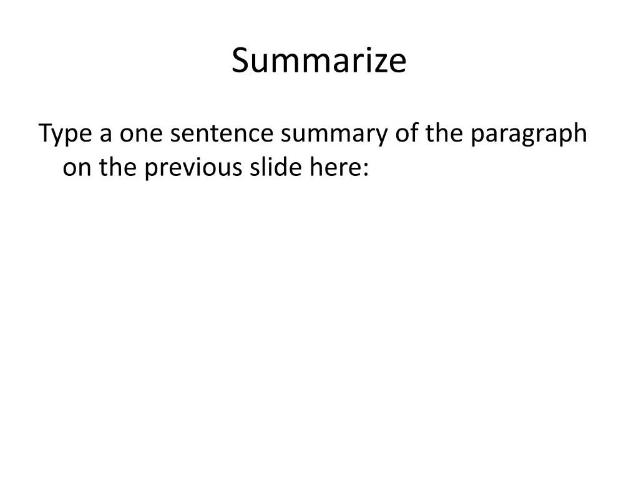 Summarize
Type a one sentence summary of the paragraph
on the previous slide here: